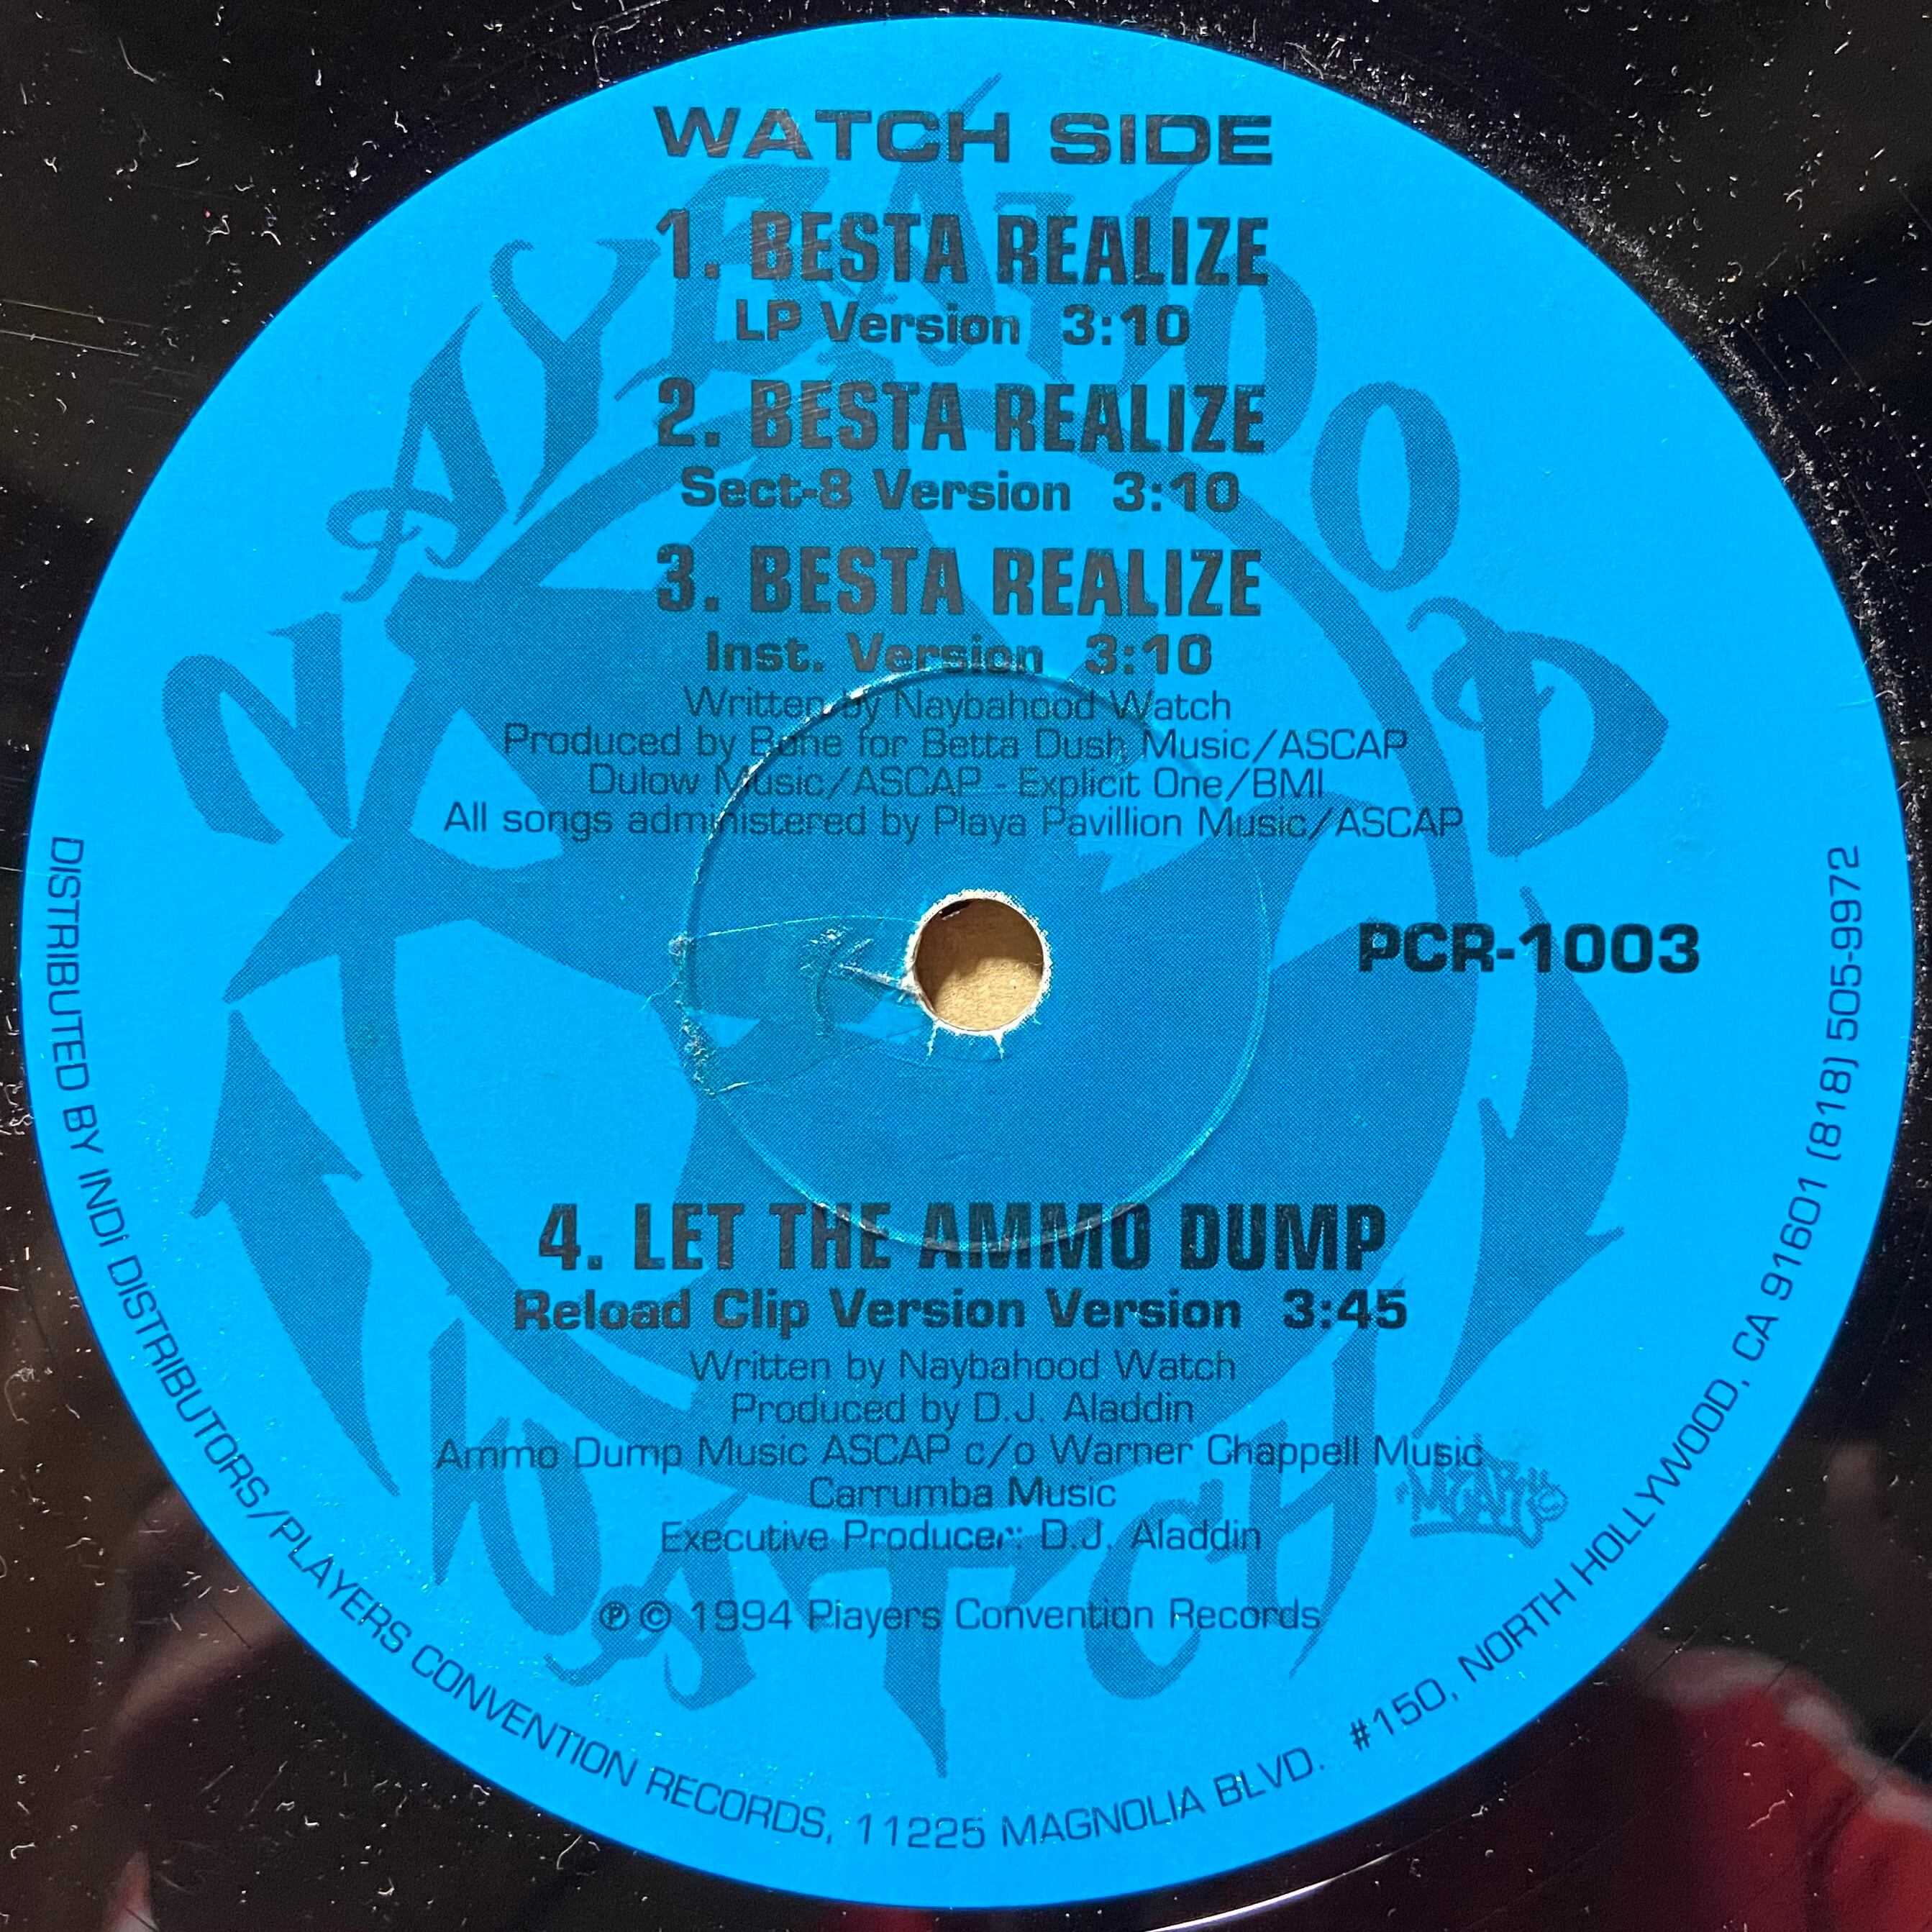 WATCH SIDE
1. BESTA REALIZE
LP Version 3:10
2. BESTA REALIZE
Sect-8 Version 3:10
3. BESTA REALIZE
Inst. Version 3:10
Written by Naybahood Watch
Produced by Bone for Betta Dush Music/ASCAP
Dulow Music/ASCAP - Explicit One/BMI
All songs administered by Playa Pavillion Music/ASCAP
PCR-1003
4. LET THE AMMO DUMP
Reload Clip Version Version 3:45
Written by Naybahood Watch
Produced by D.J. Aladdin
Ammo Dump Music ASCAP c/o Warner Chappell Music
Carrumba Music
Executive Producer: D.J. Aladdin
℗ © 1994 Players Convention Records
DISTRIBUTED BY INDi DISTRIBUTORS/PLAYERS CONVENTION RECORDS, 11225 MAGNOLIA BLVD. #150, NORTH HOLLYWOOD, CA 91601 (818) 505-9972
NAYBAHOOD
WATCH